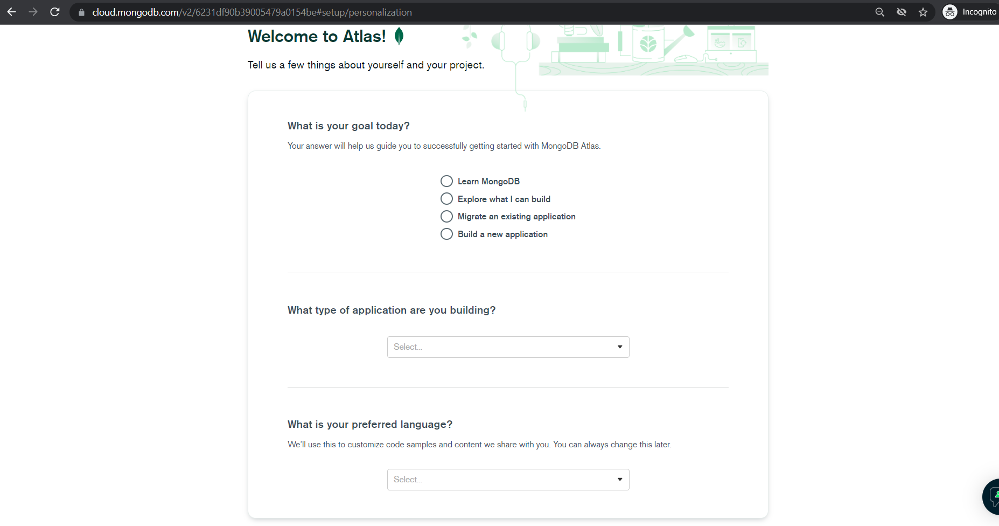 cloud.mongodb.com/v2/6231df90b39005479a0154be#setup/personalization
Incognito
Welcome to Atlas!
Tell us a few things about yourself and your project.
What is your goal today?
Your answer will help us guide you to successfully getting started with MongoDB Atlas.
Learn MongoDB
Explore what I can build
Migrate an existing application
Build a new application
What type of application are you building?
Select...
What is your preferred language?
We'll use this to customize code samples and content we share with you. You can always change this later.
Select...